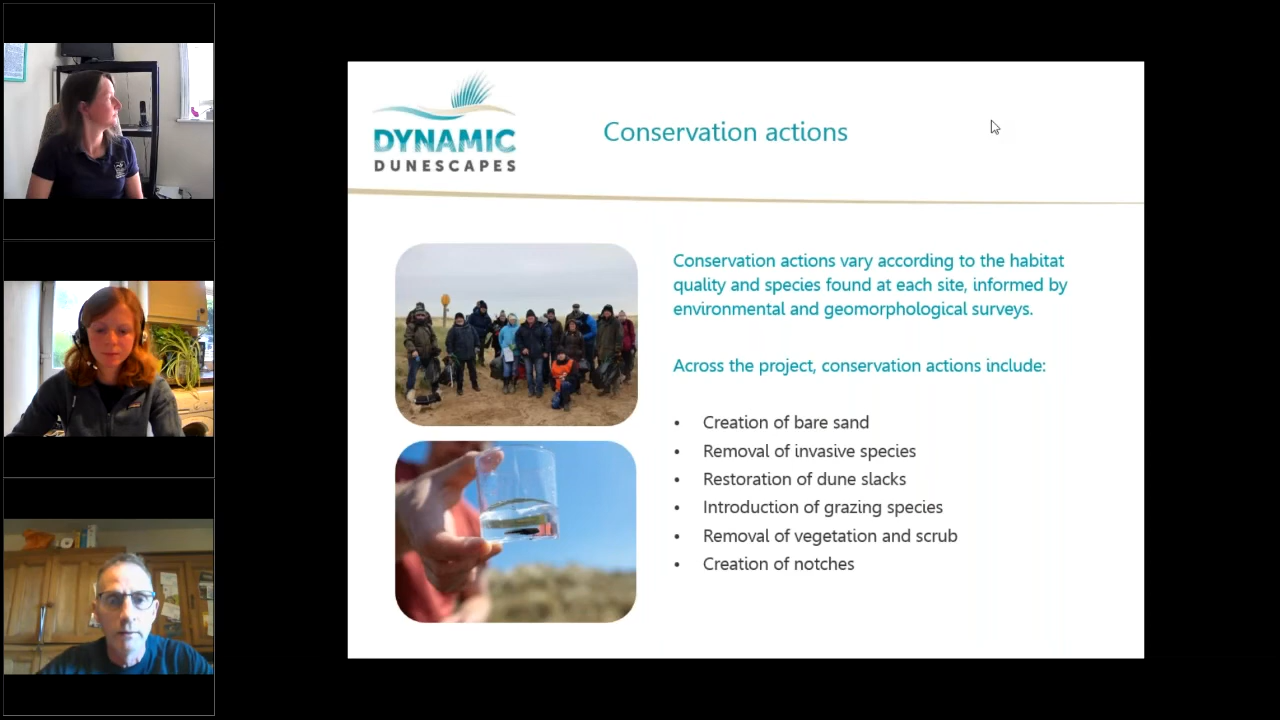 DYNAMIC
DUNESCAPES
Conservation actions
Conservation actions vary according to the habitat
quality and species found at each site, informed by
environmental and geomorphological surveys.
Across the project, conservation actions include:
• Creation of bare sand
• Removal of invasive species
• Restoration of dune slacks
• Introduction of grazing species
• Removal of vegetation and scrub
• Creation of notches